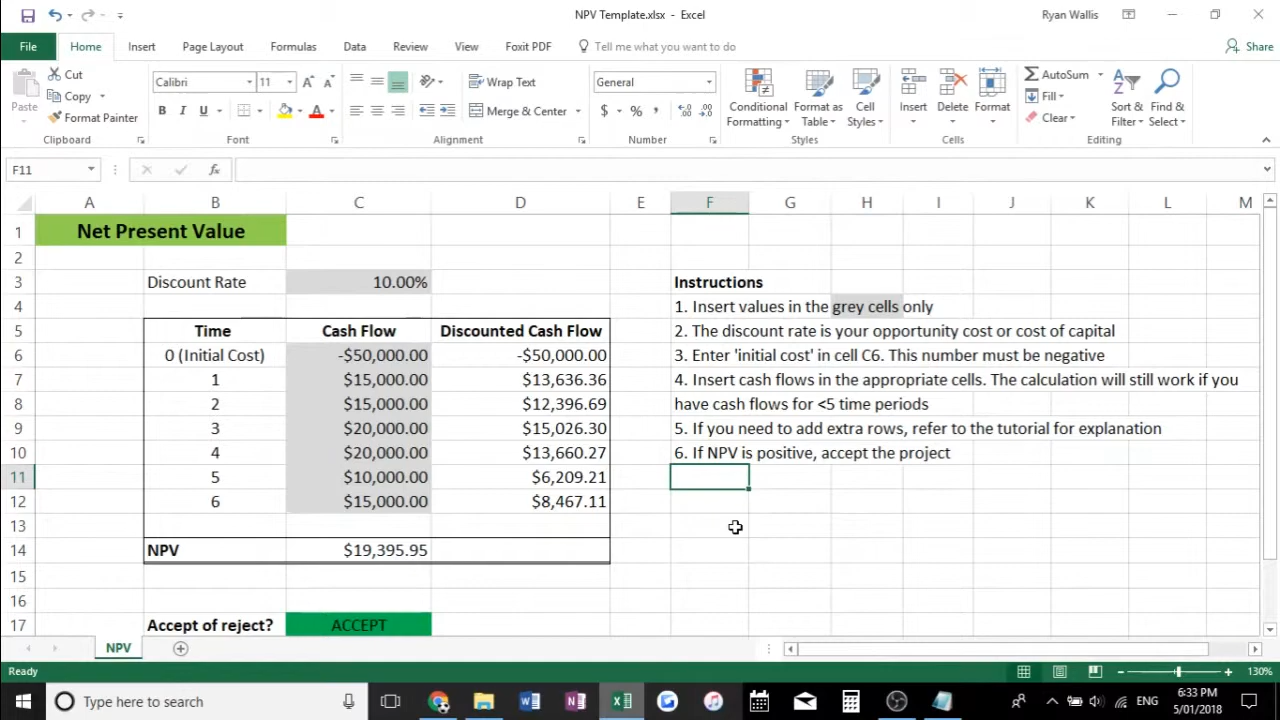 NPV Template.xlsx - Excel
Ryan Wallis
File Home Insert Page Layout Formulas Data Review View Foxit PDF Tell me what you want to do Share
Paste
Cut
Copy
Format Painter
Clipboard
Calibri 11
B I U
Font
Wrap Text
Merge & Center
Alignment
General
$ % ,
Number
Conditional Formatting
Format as Table
Cell Styles
Styles
Insert
Delete
Format
Cells
AutoSum
Fill
Clear
Sort & Filter
Find & Select
Editing
F11 fx
A B C D E F G H I J K L M
1 Net Present Value
2
3 Discount Rate 10.00% Instructions
4 1. Insert values in the grey cells only
5 Time Cash Flow Discounted Cash Flow 2. The discount rate is your opportunity cost or cost of capital
6 0 (Initial Cost) -$50,000.00 -$50,000.00 3. Enter 'initial cost' in cell C6. This number must be negative
7 1 $15,000.00 $13,636.36 4. Insert cash flows in the appropriate cells. The calculation will still work if you
8 2 $15,000.00 $12,396.69 have cash flows for <5 time periods
9 3 $20,000.00 $15,026.30 5. If you need to add extra rows, refer to the tutorial for explanation
10 4 $20,000.00 $13,660.27 6. If NPV is positive, accept the project
11 5 $10,000.00 $6,209.21
12 6 $15,000.00 $8,467.11
13
14 NPV $19,395.95
15
16
17 Accept of reject? ACCEPT
NPV
Ready 130%
Type here to search
ENG
6:33 PM
5/01/2018